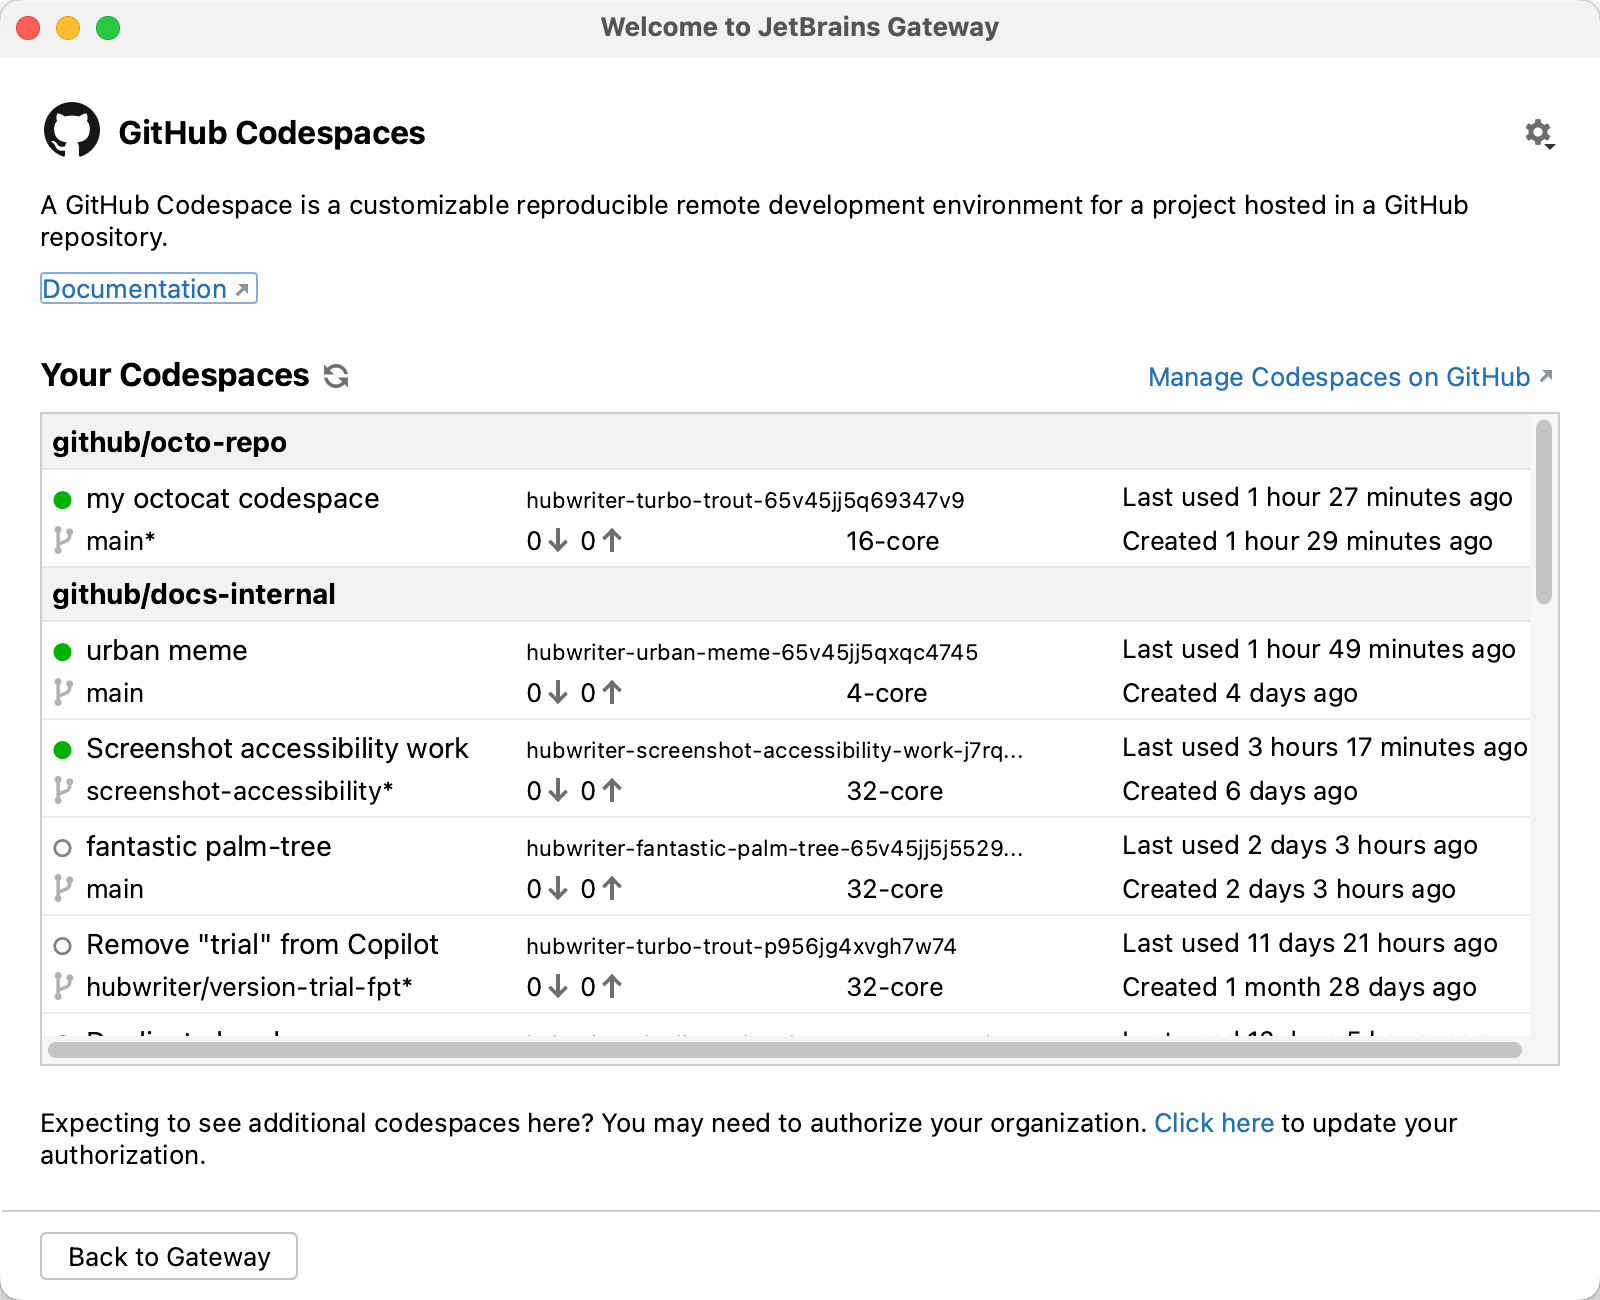 Welcome to JetBrains Gateway
GitHub Codespaces
A GitHub Codespace is a customizable reproducible remote development environment for a project hosted in a GitHub
repository.
Documentation
Your Codespaces
Manage Codespaces on GitHub
github/octo-repo
my octocat codespace hubwriter-turbo-trout-65v45jj5q69347v9 Last used 1 hour 27 minutes ago
main* 0↓ 0↑ 16-core Created 1 hour 29 minutes ago
github/docs-internal
urban meme hubwriter-urban-meme-65v45jj5qxqc4745 Last used 1 hour 49 minutes ago
main 0↓ 0↑ 4-core Created 4 days ago
Screenshot accessibility work hubwriter-screenshot-accessibility-work-j7rq... Last used 3 hours 17 minutes ago
screenshot-accessibility* 0↓ 0↑ 32-core Created 6 days ago
fantastic palm-tree hubwriter-fantastic-palm-tree-65v45jj5j5529... Last used 2 days 3 hours ago
main 0↓ 0↑ 32-core Created 2 days 3 hours ago
Remove "trial" from Copilot hubwriter-turbo-trout-p956jg4xvgh7w74 Last used 11 days 21 hours ago
hubwriter/version-trial-fpt* 0↓ 0↑ 32-core Created 1 month 28 days ago
Expecting to see additional codespaces here? You may need to authorize your organization. Click here to update your
authorization.
Back to Gateway